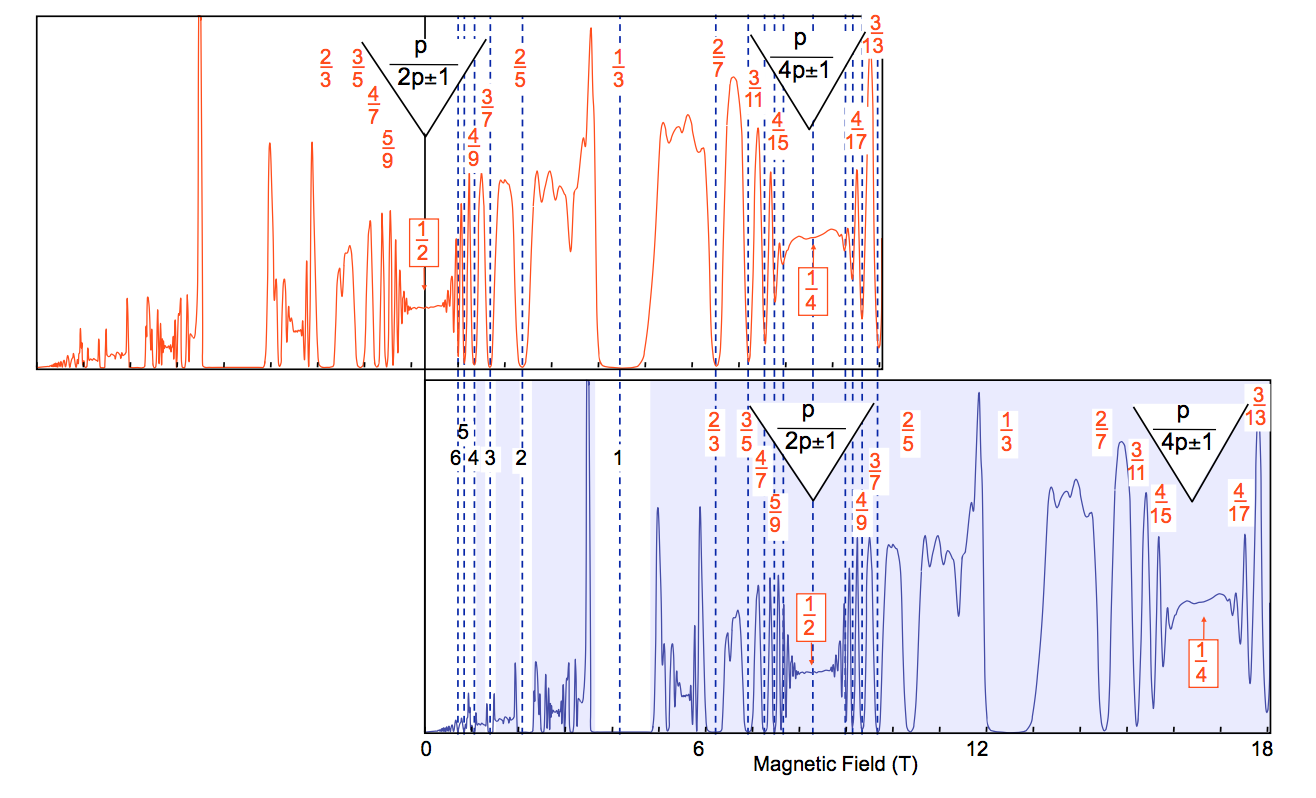 2/3 3/5 p/2p±1 2/5 1/3 2/7 p/4p±1 3/13
4/7 3/7 3/11
5/9 4/9 4/15 4/17
1/2 1/4
2/3 3/5 p/2p±1 2/5 1/3 2/7 p/4p±1 3/13
5
6 4 3 2 1 4/7 3/7 3/11
5/9 4/9 4/15 4/17
1/2 1/4
0 6 12 18
Magnetic Field (T)